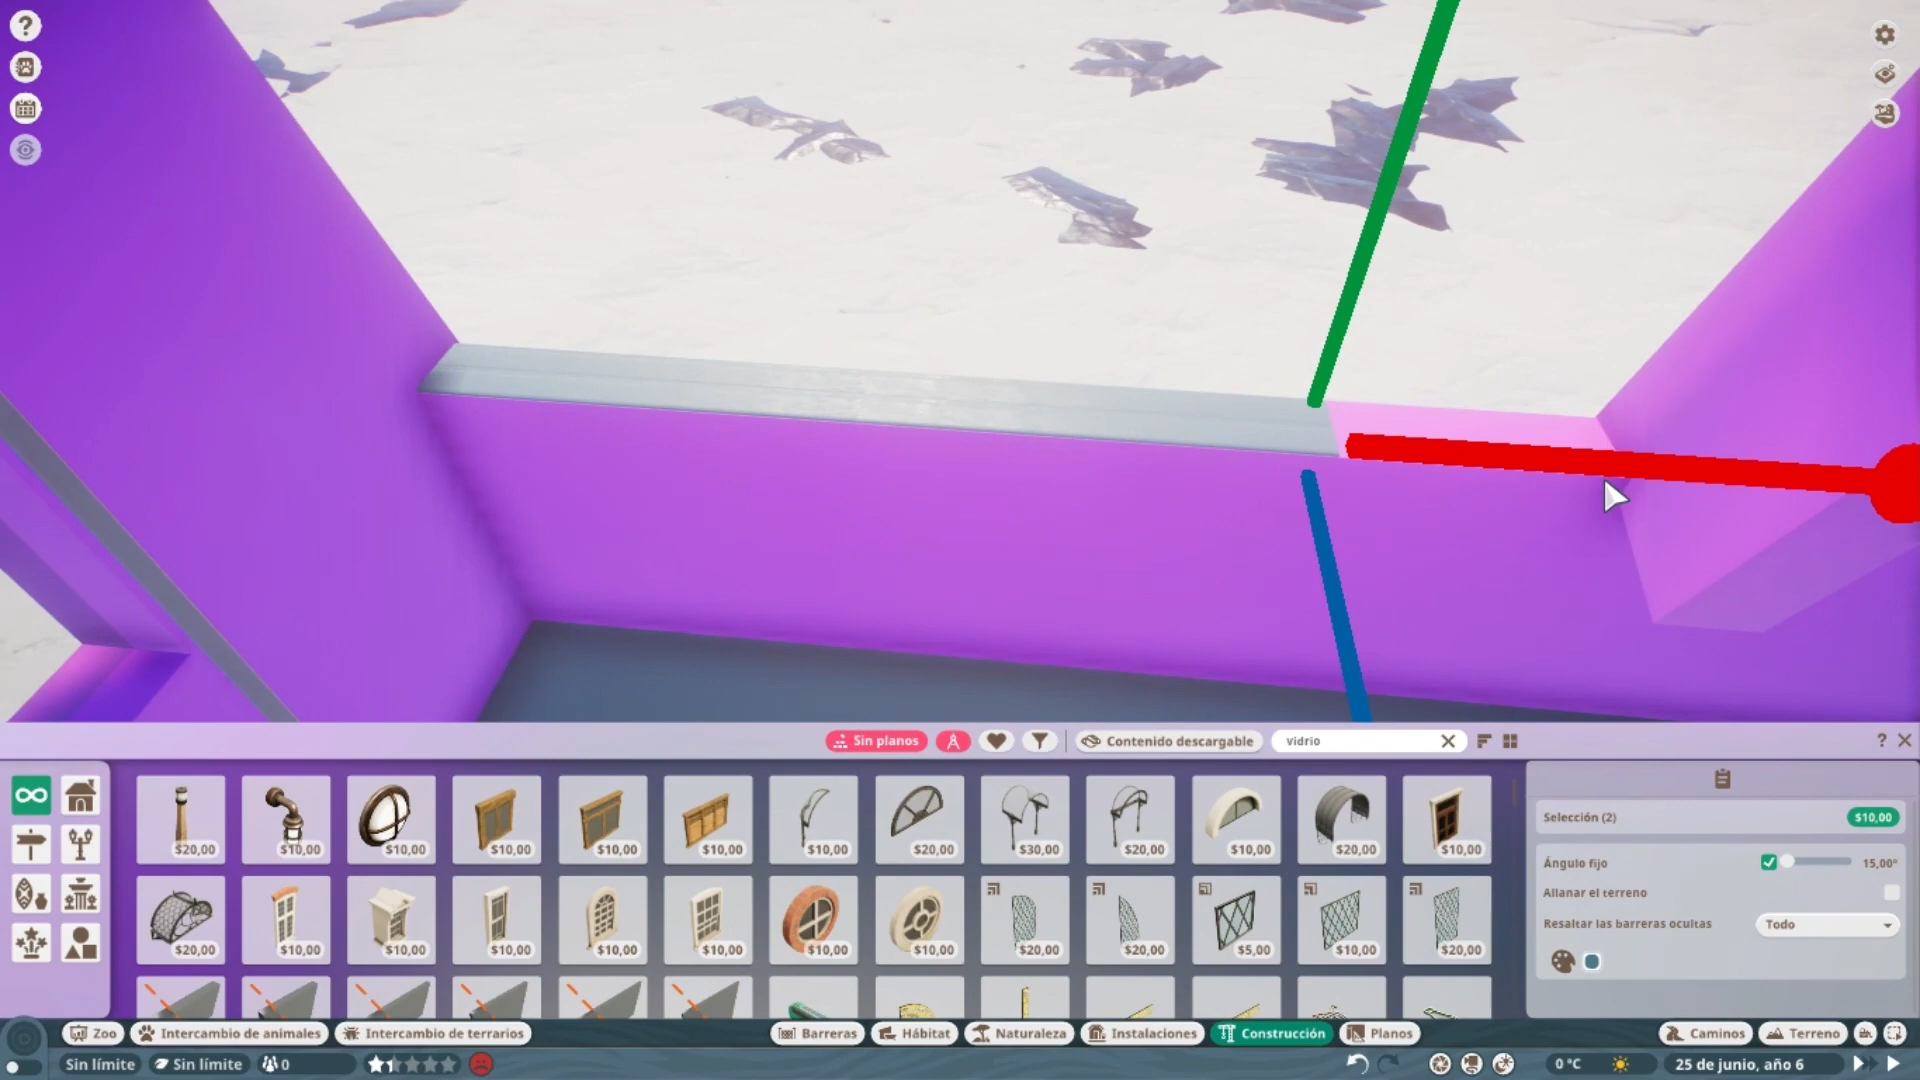 ?
Sin planos
Contenido descargable
vidrio
?
$20,00
$10,00
$10,00
$10,00
$10,00
$10,00
$10,00
$20,00
$30,00
$20,00
$10,00
$20,00
$10,00
$20,00
$10,00
$10,00
$10,00
$10,00
$10,00
$10,00
$10,00
$20,00
$20,00
$5,00
$10,00
$20,00
Selección (2)
$10,00
Ángulo fijo
15,00°
Allanar el terreno
Resaltar las barreras ocultas
Todo
Zoo
Intercambio de animales
Intercambio de terrarios
Barreras
Hábitat
Naturaleza
Instalaciones
Construcción
Planos
Caminos
Terreno
Sin límite
Sin límite
0
0 °C
25 de junio, año 6